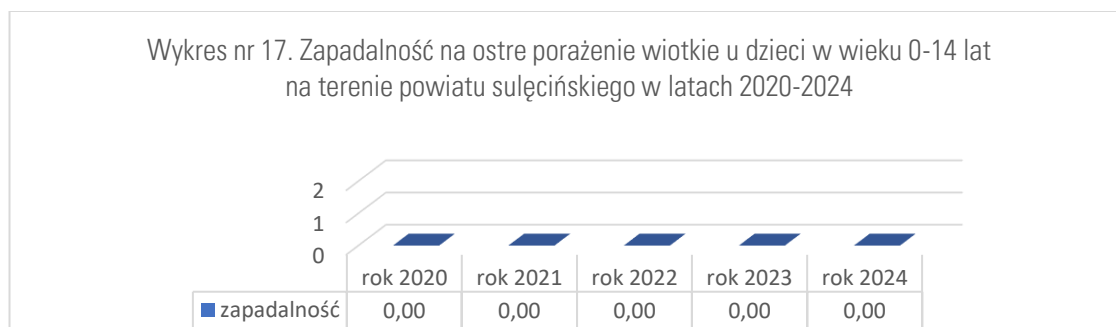 Wykres nr 17. Zapadalność na ostre porażenie wiotkie u dzieci w wieku 0-14 lat
na terenie powiatu sulęcińskiego w latach 2020-2024
2
1
0
rok 2020 rok 2021 rok 2022 rok 2023 rok 2024
zapadalność 0,00 0,00 0,00 0,00 0,00